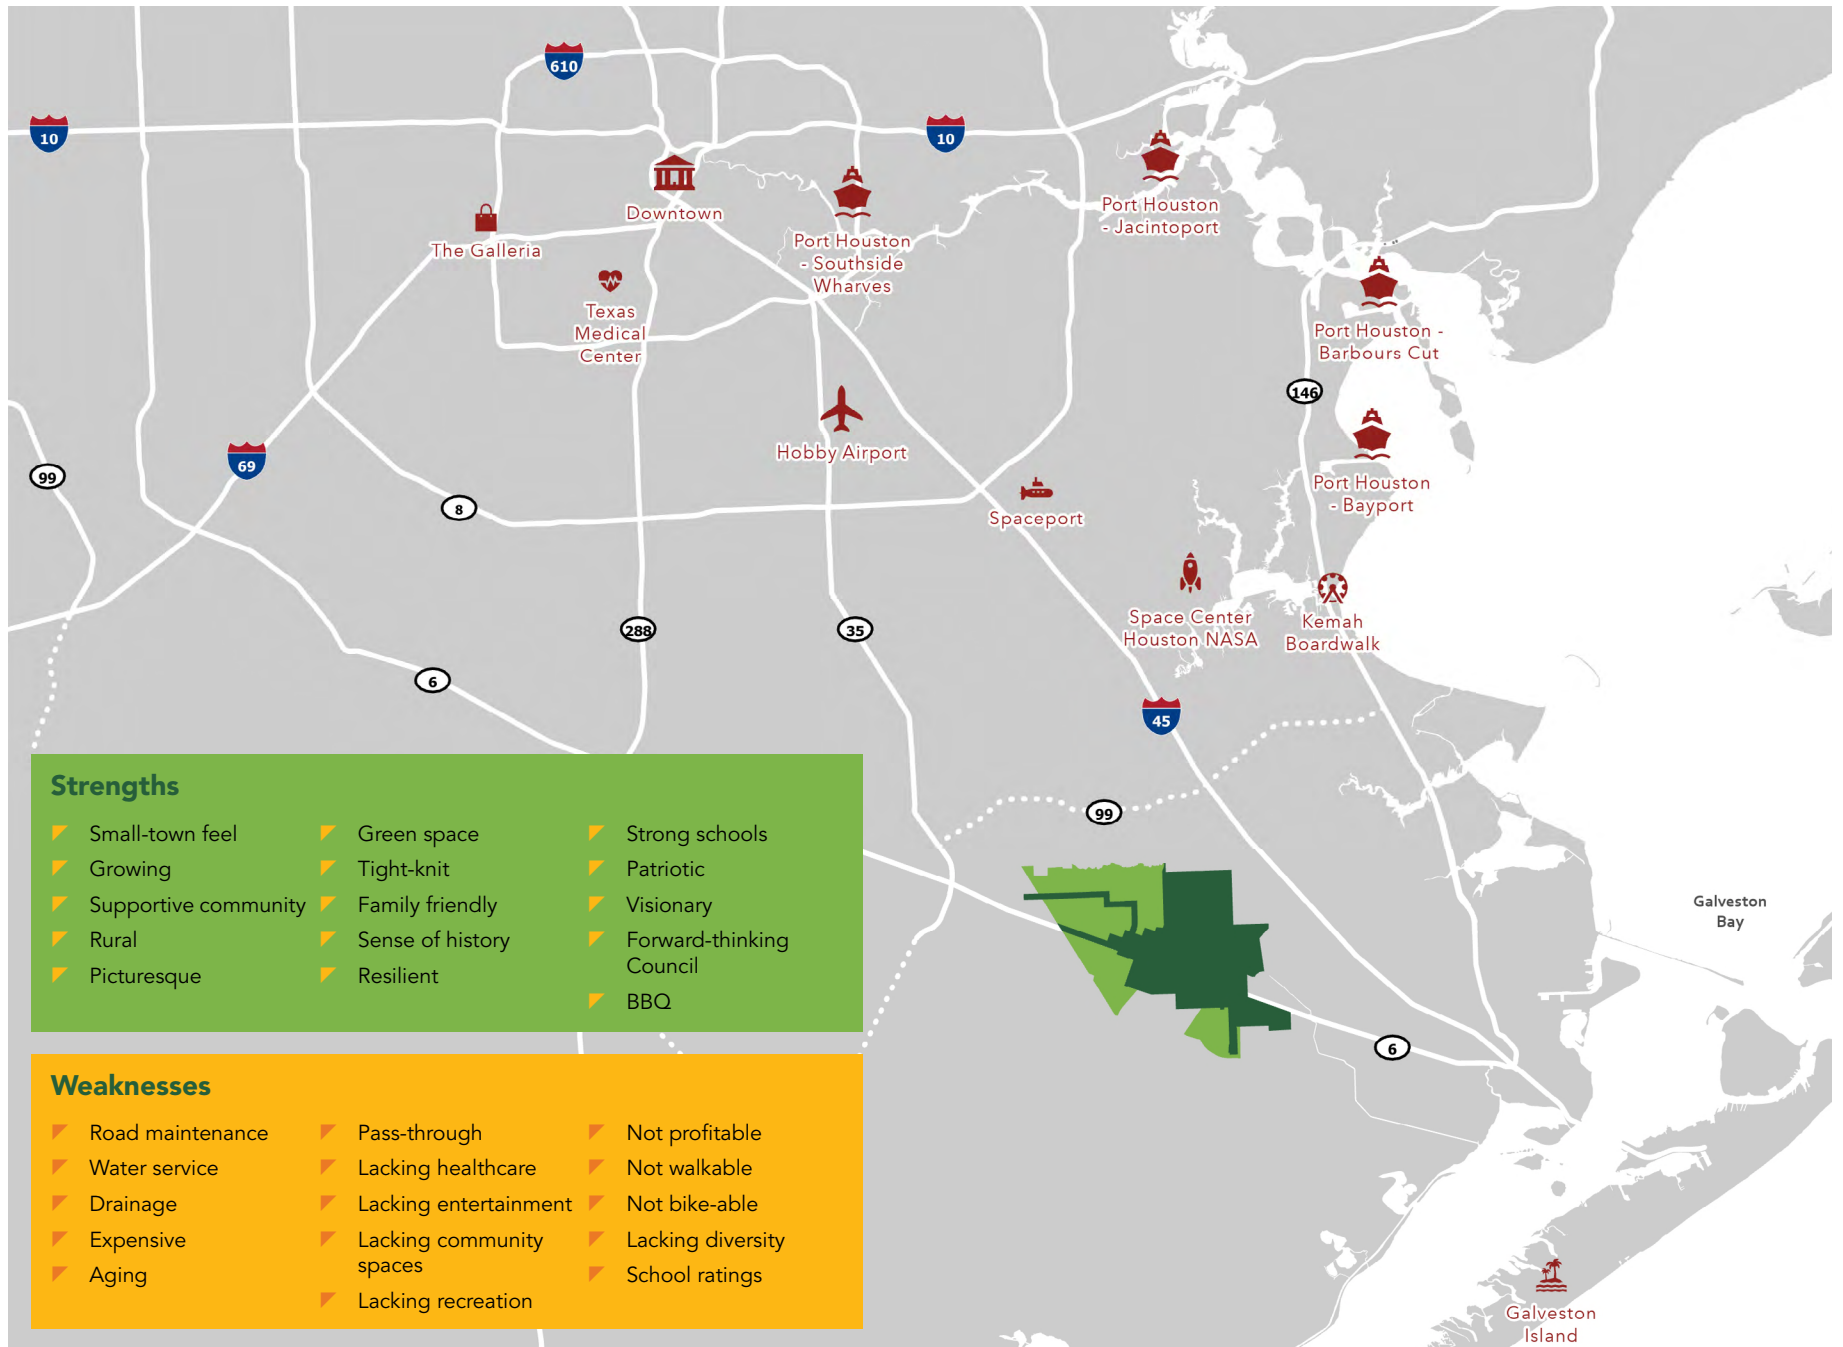 610
10
10
Downtown
The Galleria
Port Houston
- Southside
Wharves
Port Houston
- Jacintoport
Texas
Medical
Center
Port Houston -
Barbours Cut
146
Hobby Airport
69
99
8
Port Houston
- Bayport
Spaceport
Space Center
Houston NASA
Kemah
Boardwalk
288
35
6
45
99
Strengths
Small-town feel
Growing
Supportive community
Rural
Picturesque
Green space
Tight-knit
Family friendly
Sense of history
Resilient
Strong schools
Patriotic
Visionary
Forward-thinking
Council
BBQ
Galveston
Bay
6
Weaknesses
Road maintenance
Water service
Drainage
Expensive
Aging
Pass-through
Lacking healthcare
Lacking entertainment
Lacking community
spaces
Lacking recreation
Not profitable
Not walkable
Not bike-able
Lacking diversity
School ratings
Galveston
Island